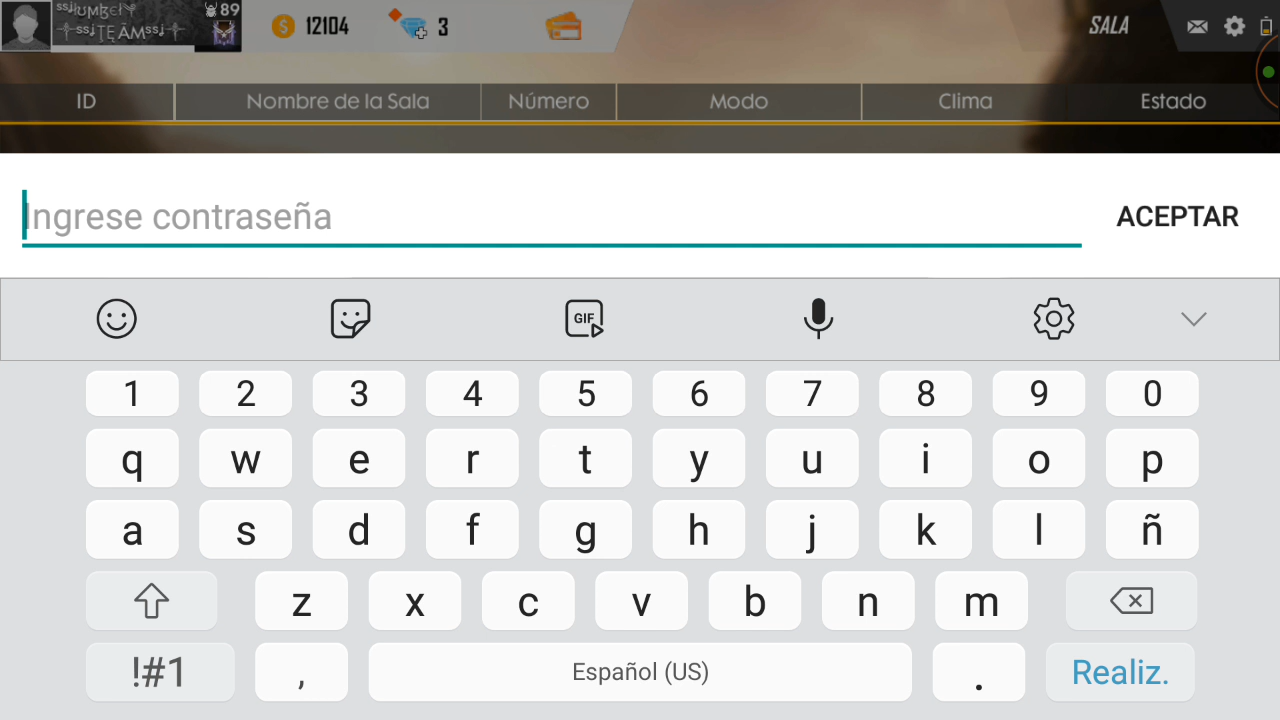 89
12104
3
SALA
ID Nombre de la Sala Número Modo Clima Estado
Ingrese contraseña
ACEPTAR
GIF
1 2 3 4 5 6 7 8 9 0
q w e r t y u i o p
a s d f g h j k l ñ
z x c v b n m
!#1 , Español (US) . Realiz.